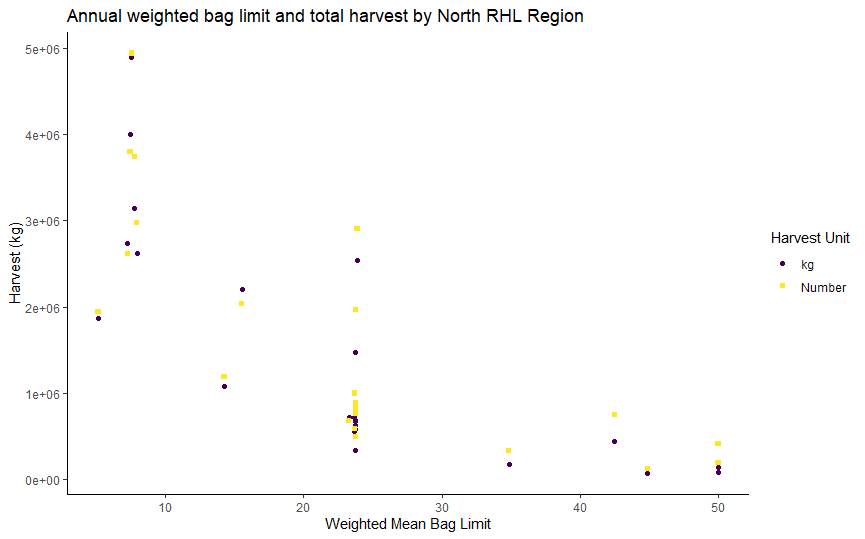 Annual weighted bag limit and total harvest by North RHL Region
5e+06
4e+06
3e+06
2e+06
1e+06
0e+00
Harvest (kg)
10 20 30 40 50
Weighted Mean Bag Limit
Harvest Unit
kg
Number